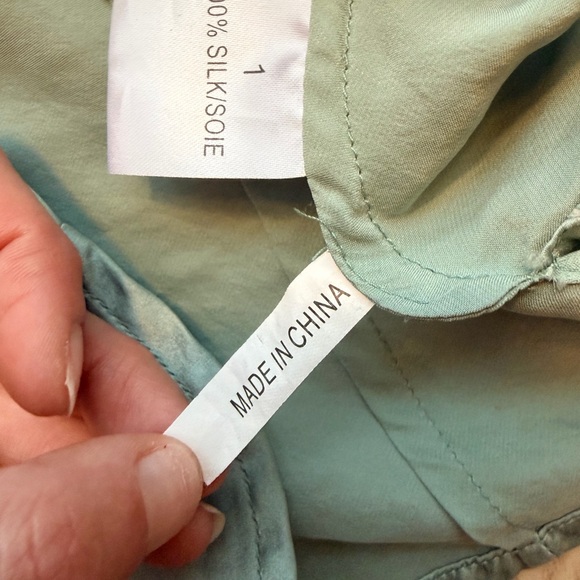 00% SILK/SOIE
1
MADE IN CHINA